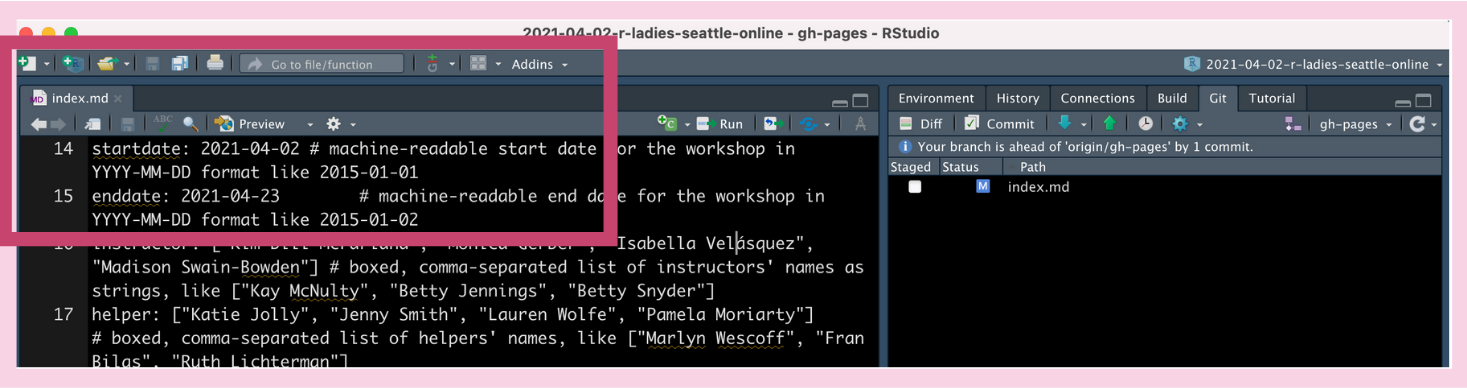 2021-04-02-r-ladies-seattle-online - gh-pages - RStudio
Go to file/function
Addins
2021-04-02-r-ladies-seattle-online
index.md
ABC
Preview
Run
14 startdate: 2021-04-02 # machine-readable start date for the workshop in
YYYY-MM-DD format like 2015-01-01
15 enddate: 2021-04-23 # machine-readable end date for the workshop in
YYYY-MM-DD format like 2015-01-02
"Isabella Velásquez",
"Madison Swain-Bowden"] # boxed, comma-separated list of instructors' names as
strings, like ["Kay McNulty", "Betty Jennings", "Betty Snyder"]
17 helper: ["Katie Jolly", "Jenny Smith", "Lauren Wolfe", "Pamela Moriarty"]
# boxed, comma-separated list of helpers' names, like ["Marlyn Wescoff", "Fran
Bilas", "Ruth Lichterman"]
Environment History Connections Build Git Tutorial
Diff Commit gh-pages
Your branch is ahead of 'origin/gh-pages' by 1 commit.
Staged Status Path
M index.md